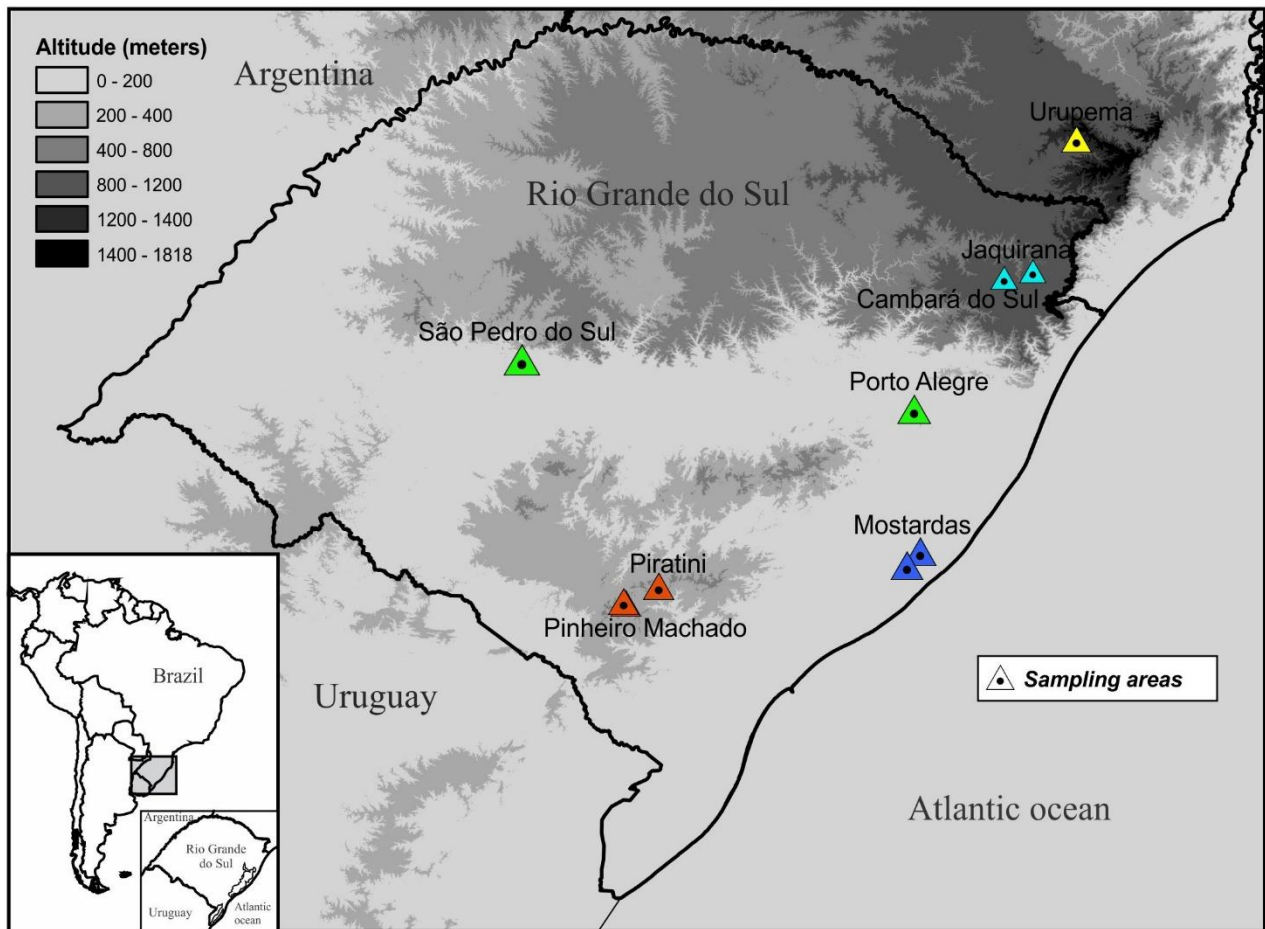 Altitude (meters)
0 - 200
200 - 400
400 - 800
800 - 1200
1200 - 1400
1400 - 1818
Argentina
Urupema
Rio Grande do Sul
Jaquirana
Cambará do Sul
São Pedro do Sul
Porto Alegre
Mostardas
Piratini
Pinheiro Machado
Uruguay
Sampling areas
Atlantic ocean
Brazil
Argentina
Rio Grande
do Sul
Uruguay
Atlantic
ocean